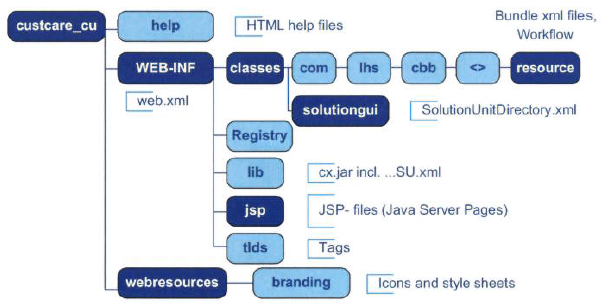 Bundle xml files,
Workflow
custcare_cu help HTML help files
WEB-INF classes com lhs cbb <> resource
web.xml solutiongui SolutionUnitDirectory.xml
Registry
lib cx.jar incl. ...SU.xml
jsp JSP- files (Java Server Pages)
tlds Tags
webresources branding Icons and style sheets